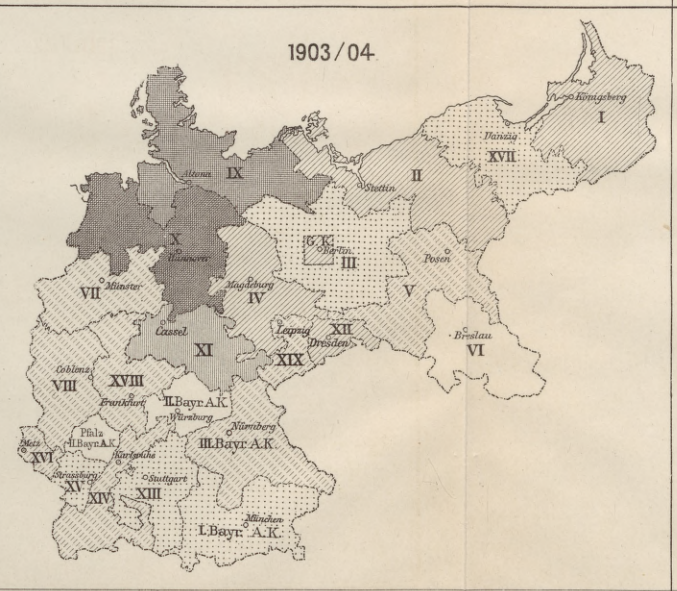 1903/04
Königsberg
I
Danzig
XVII
Altona
IX
Stettin
II
X
Hannover
G.K.
Berlin
III
Posen
VII
Münster
Magdeburg
IV
V
Cassel
XI
Leipzig
XII
Dresden
XIX
Breslau
VI
Coblenz
VIII
XVIII
Frankfurt
II.Bayr.A.K.
Würzburg
Nürnberg
III.Bayr.A.K.
Pfalz
II.Bayr.A.K.
Metz
XVI
Karlsruhe
Strassburg
XV
XIV
Stuttgart
XIII
München
I.Bayr. A.K.